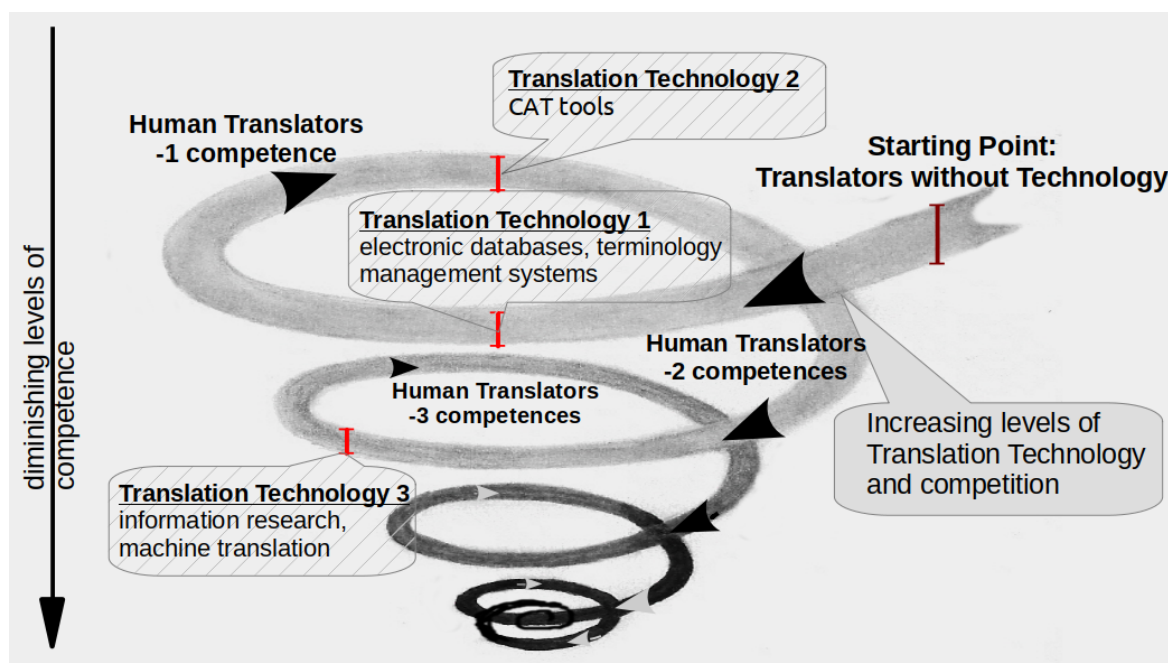 Translation Technology 2
CAT tools
Human Translators
-1 competence
Starting Point:
Translators without Technology
Translation Technology 1
electronic databases, terminology
management systems
Human Translators
-2 competences
Human Translators
-3 competences
Increasing levels of
Translation Technology
and competition
Translation Technology 3
information research,
machine translation
diminishing levels of
competence